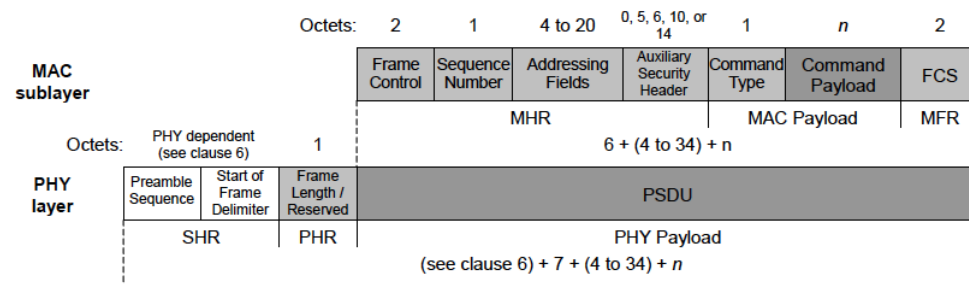 Octets: 2 1 4 to 20 0, 5, 6, 10, or 14 1 n 2
MAC sublayer
Frame Control
Sequence Number
Addressing Fields
Auxiliary Security Header
Command Type
Command Payload
FCS
MHR MAC Payload MFR
Octets: PHY dependent (see clause 6) 1 6 + (4 to 34) + n
PHY layer
Preamble Sequence
Start of Frame Delimiter
Frame Length / Reserved
PSDU
SHR PHR PHY Payload
(see clause 6) + 7 + (4 to 34) + n